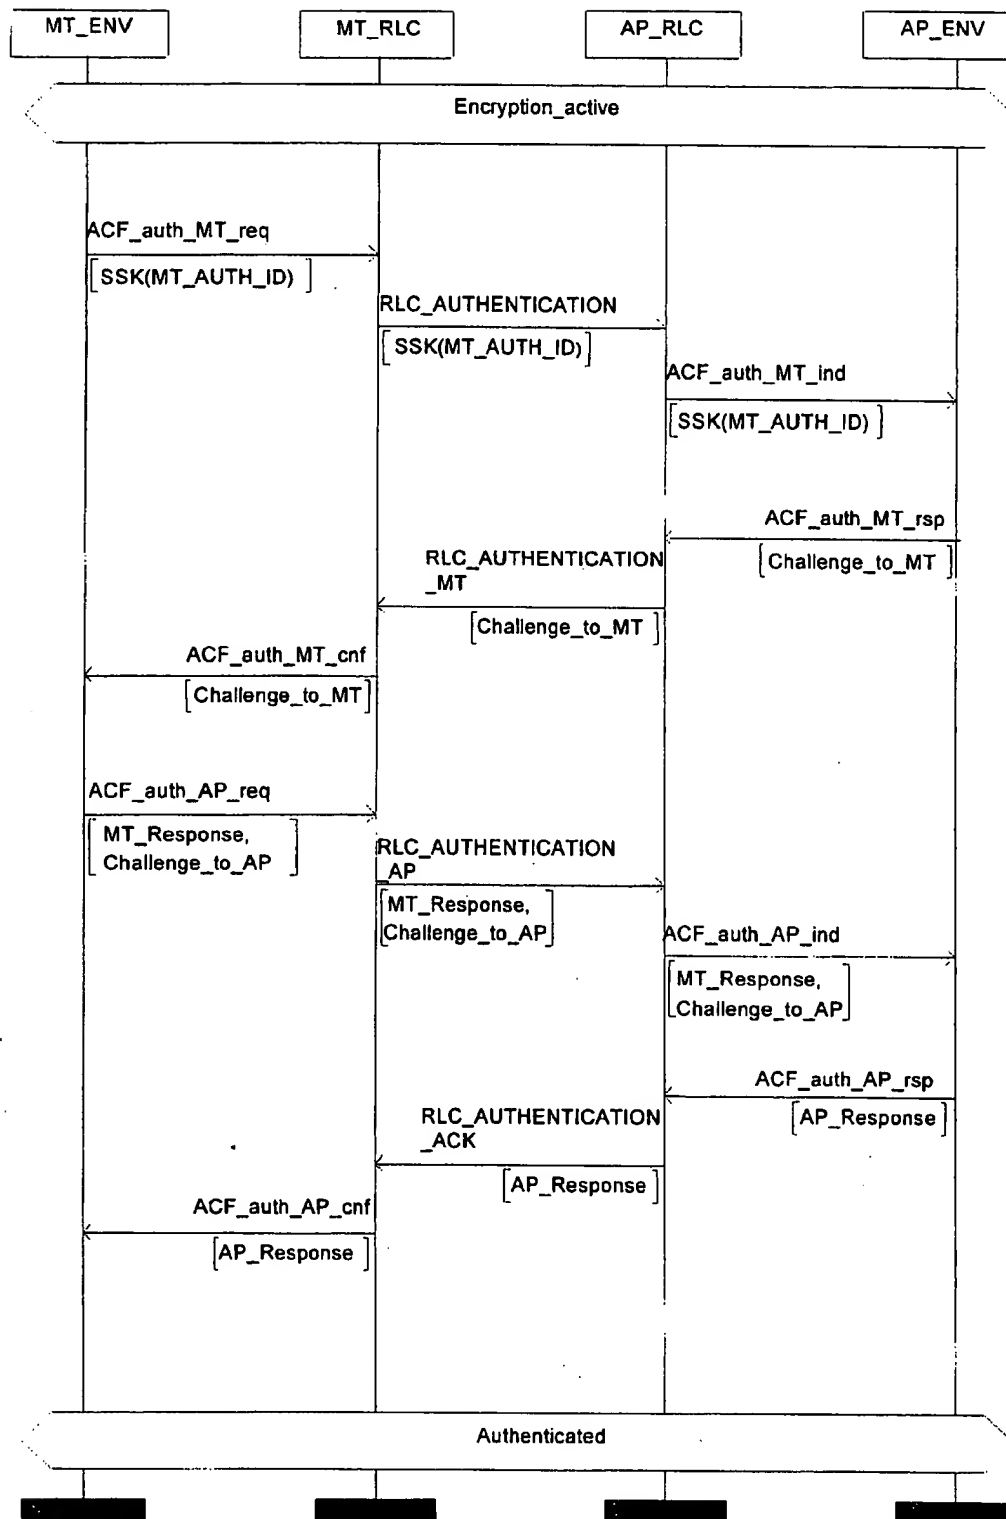 MT_ENV MT_RLC AP_RLC AP_ENV
Encryption_active
ACF_auth_MT_req
SSK(MT_AUTH_ID)
RLC_AUTHENTICATION
SSK(MT_AUTH_ID)
ACF_auth_MT_ind
SSK(MT_AUTH_ID)
ACF_auth_MT_rsp
Challenge_to_MT
RLC_AUTHENTICATION
_MT
Challenge_to_MT
ACF_auth_MT_cnf
Challenge_to_MT
ACF_auth_AP_req
MT_Response,
Challenge_to_AP
RLC_AUTHENTICATION
_AP
MT_Response,
Challenge_to_AP
ACF_auth_AP_ind
MT_Response,
Challenge_to_AP
ACF_auth_AP_rsp
AP_Response
RLC_AUTHENTICATION
_ACK
AP_Response
ACF_auth_AP_cnf
AP_Response
Authenticated